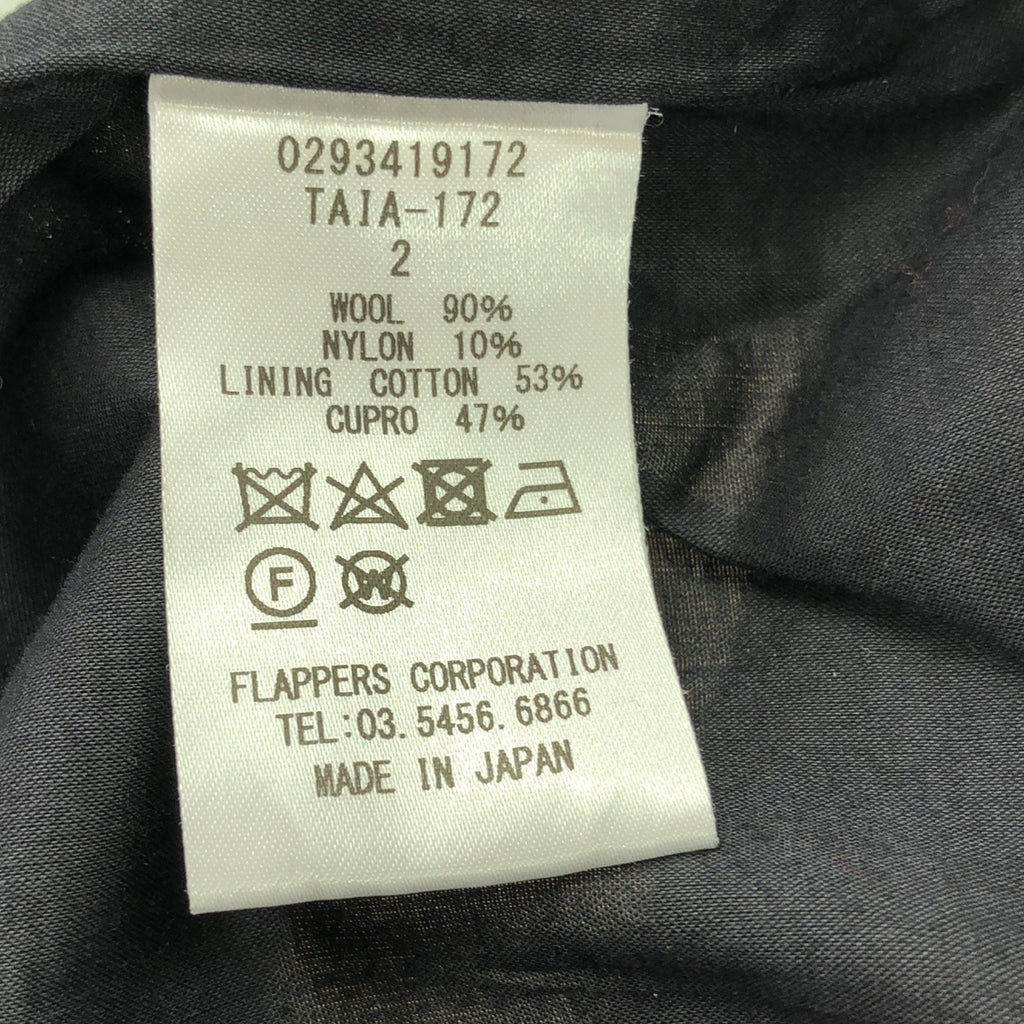 0293419172
TAIA-172
2
WOOL 90%
NYLON 10%
LINING COTTON 53%
CUPRO 47%
F W
FLAPPERS CORPORATION
TEL:03.5456.6866
MADE IN JAPAN